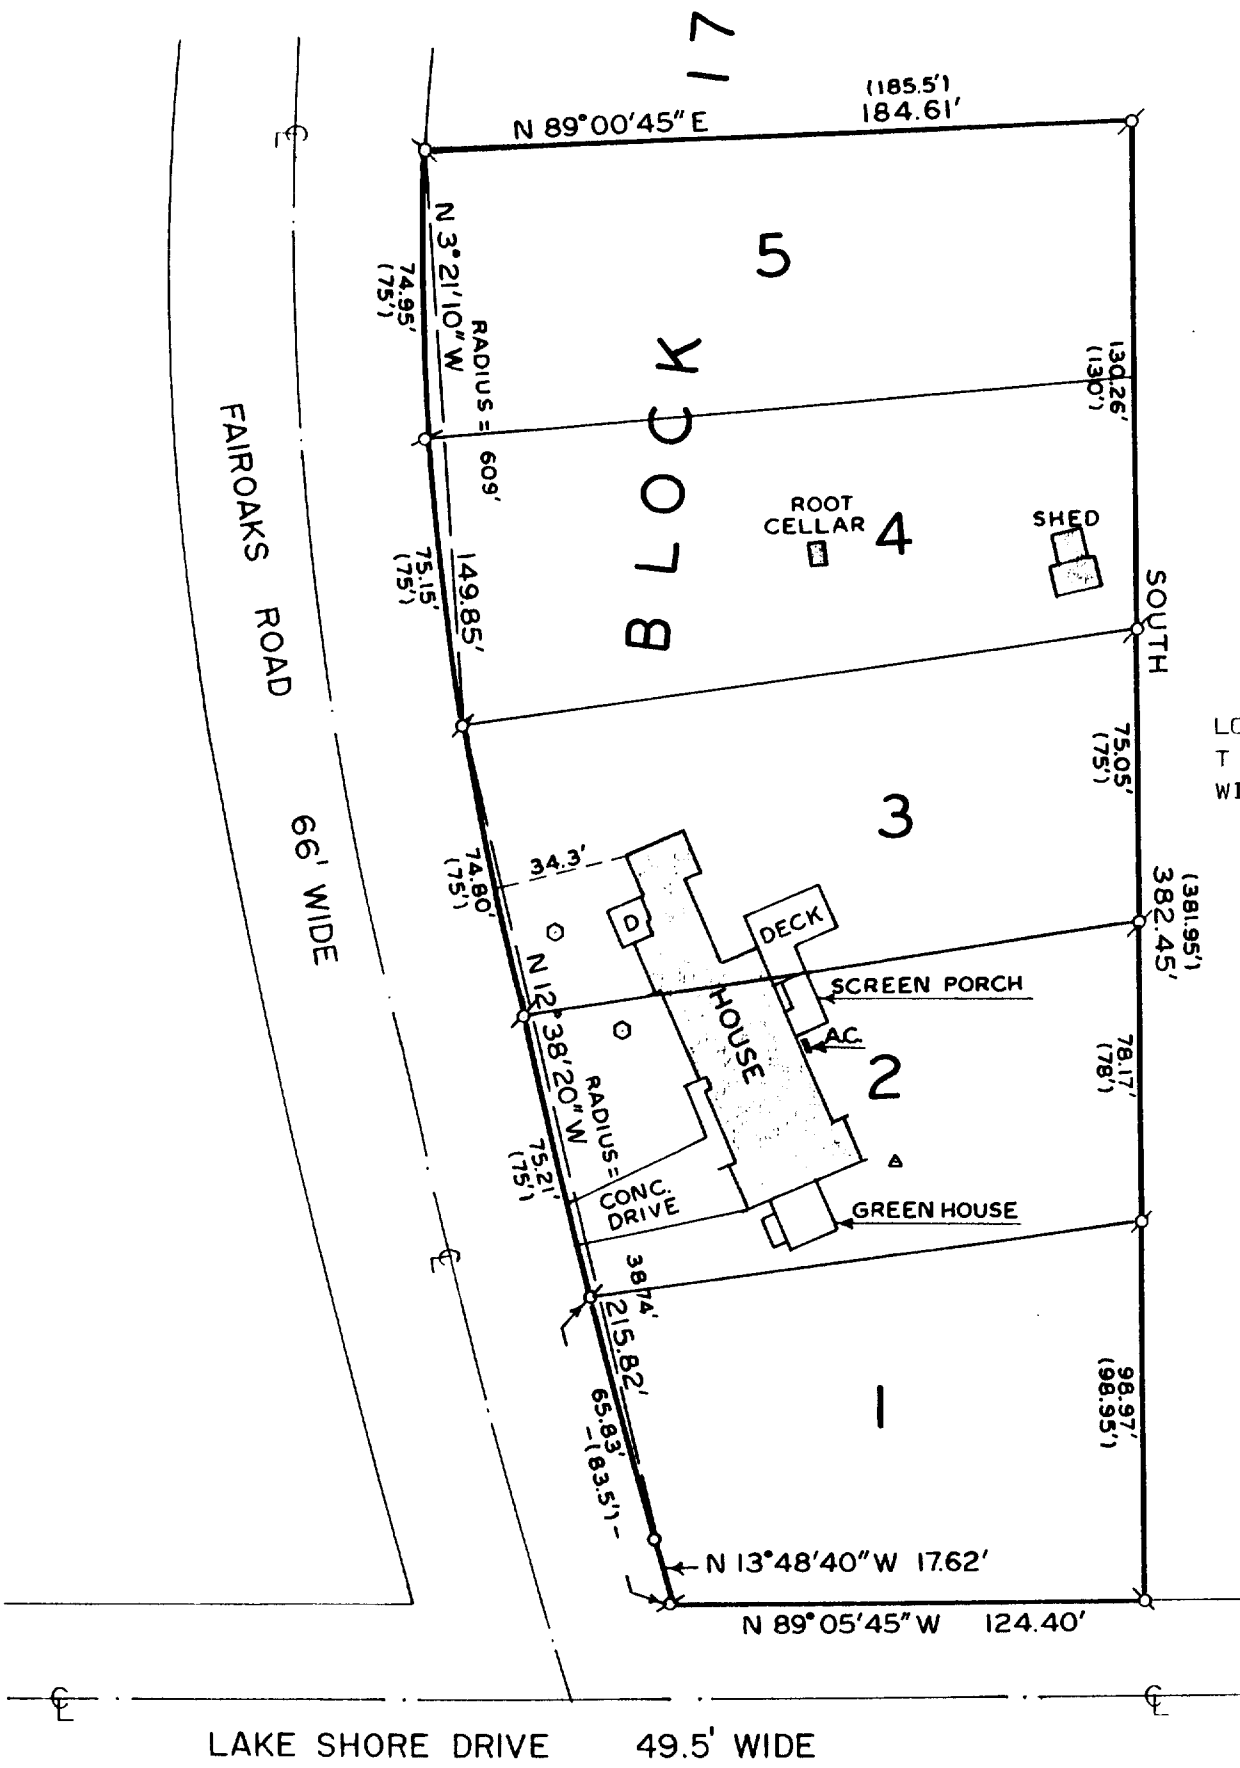 17
(185.5')
N 89°00'45" E 184.61'
N 3°21'10" W
74.95'
(75')
RADIUS = 609'
5
130.26'
(130')
BLOCK
FAIROAKS ROAD 66' WIDE
ROOT
CELLAR
4
SHED
75.15'
(75')
149.85'
SOUTH
LO
T
WI
75.05'
(75')
3
34.3'
74.80'
(75')
D
DECK
(381.95')
382.45'
N 12°38'20" W
HOUSE
SCREEN PORCH
A.C.
2
78.17'
(78')
RADIUS =
3874'
75.21'
(75')
CONC.
DRIVE
GREEN HOUSE
215.82'
65.83'
(83.5')
1
98.97'
(98.95')
N 13°48'40" W 17.62'
N 89°05'45" W 124.40'
LAKE SHORE DRIVE 49.5' WIDE